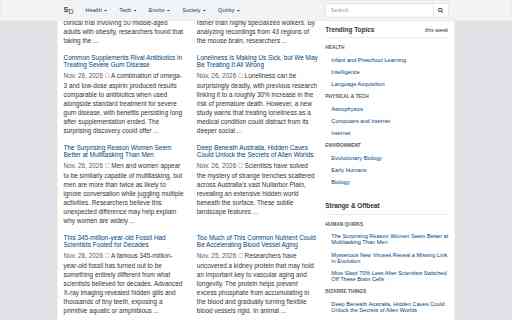 SD
Health
Tech
Enviro
Society
Quirky
Search
clinical trial involving 50 middle-aged
adults with obesity, researchers found that
taking the ...
Common Supplements Rival Antibiotics in
Treating Severe Gum Disease
Nov. 26, 2026 □ A combination of omega-
3 and low-dose aspirin produced results
comparable to antibiotics when used
alongside standard treatment for severe
gum disease, with benefits persisting long
after supplementation ended. The
surprising discovery could offer ...
The Surprising Reason Women Seem
Better at Multitasking Than Men
Nov. 26, 2026 □ Men and women appear
to be similarly capable of multitasking, but
men are more than twice as likely to
ignore conversation while juggling multiple
activities. Researchers believe this
unexpected difference may help explain
why women are widely ...
This 345-million-year-old Fossil Had
Scientists Fooled for Decades
Nov. 26, 2026 □ A famous 345-million-
year-old fossil has turned out to be
something entirely different from what
scientists believed for decades. Advanced
X-ray imaging revealed hidden gills and
thousands of tiny teeth, exposing a
primitive aquatic or amphibious ...
rather than highly specialized workers. By
analyzing recordings from 43 regions of
the mouse brain, researchers ...
Loneliness Is Making Us Sick, but We May
Be Treating It All Wrong
Nov. 26, 2026 □ Loneliness can be
surprisingly deadly, with previous research
linking it to a roughly 30% increase in the
risk of premature death. However, a new
study warns that treating loneliness as a
medical condition could distract from its
deeper social ...
Deep Beneath Australia, Hidden Caves
Could Unlock the Secrets of Alien Worlds
Nov. 26, 2026 □ Scientists have solved
the mystery of strange trenches scattered
across Australia's vast Nullarbor Plain,
revealing an extensive hidden world
beneath the surface. These subtle
landscape features ...
Too Much of This Common Nutrient Could
Be Accelerating Blood Vessel Aging
Nov. 25, 2026 □ Researchers have
uncovered a kidney protein that may hold
an important key to vascular aging and
longevity. The protein helps prevent
excess phosphate from accumulating in
the blood and gradually turning flexible
blood vessels rigid. In animal ...
Trending Topics
this week
HEALTH
Infant and Preschool Learning
Intelligence
Language Acquisition
PHYSICAL & TECH
Astrophysics
Computers and Internet
Internet
ENVIRONMENT
Evolutionary Biology
Early Humans
Biology
Strange & Offbeat
HUMAN QUIRKS
The Surprising Reason Women Seem Better at
Multitasking Than Men
Mysterious New Viruses Reveal a Missing Link
in Evolution
Mice Shed 70% Less After Scientists Switched
Off These Brain Cells
BIZARRE THINGS
Deep Beneath Australia, Hidden Caves Could
Unlock the Secrets of Alien Worlds